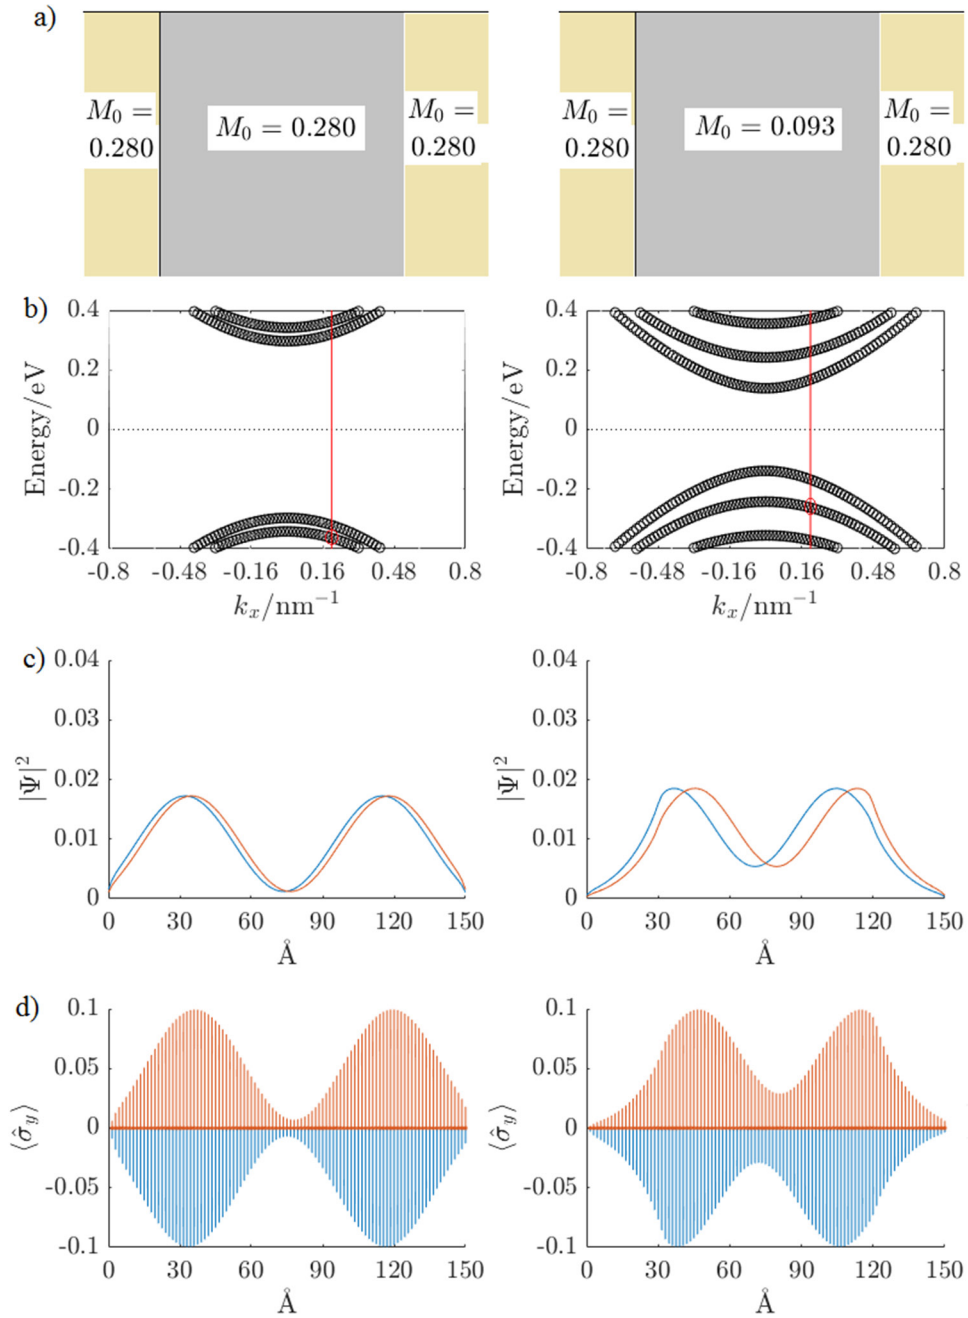 a)
M₀ =
0.280
M₀ = 0.280
M₀ =
0.280
M₀ =
0.280
M₀ = 0.093
M₀ =
0.280
b)
Energy/eV
0.4
0.2
0
-0.2
-0.4
-0.8 -0.48 -0.16 0.16 0.48 0.8
kₓ/nm⁻¹
Energy/eV
0.4
0.2
0
-0.2
-0.4
-0.8 -0.48 -0.16 0.16 0.48 0.8
kₓ/nm⁻¹
c)
|Ψ|²
0.04
0.03
0.02
0.01
0
0 30 60 90 120 150
Å
|Ψ|²
0.04
0.03
0.02
0.01
0
0 30 60 90 120 150
Å
d)
⟨σ̂_y⟩
0.1
0.05
0
-0.05
-0.1
0 30 60 90 120 150
Å
⟨σ̂_y⟩
0.1
0.05
0
-0.05
-0.1
0 30 60 90 120 150
Å